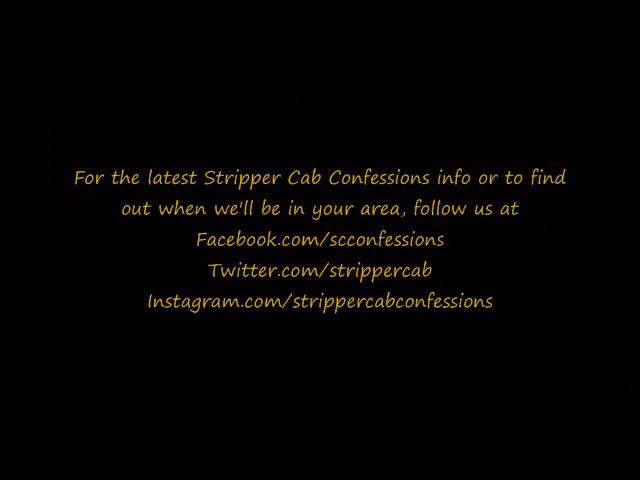 For the latest Stripper Cab Confessions info or to find
out when we'll be in your area, follow us at
Facebook.com/scconfessions
Twitter.com/strippercab
Instagram.com/strippercabconfessions